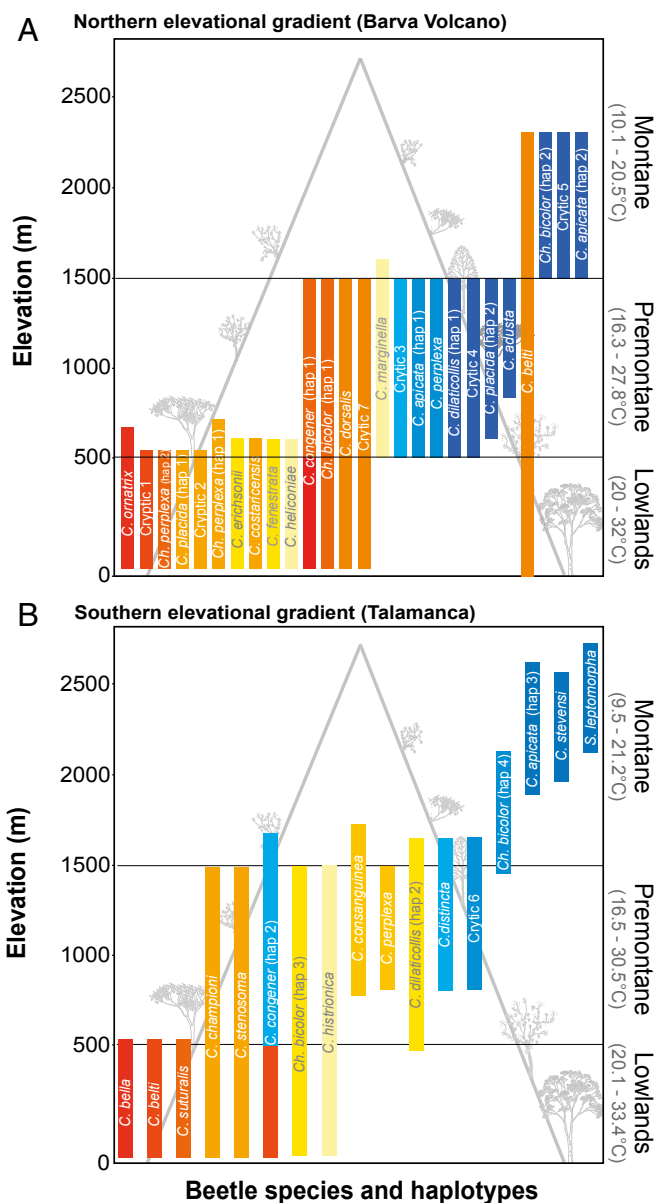 A
Northern elevational gradient (Barva Volcano)
2500
2000
1500
1000
500
0
Elevation (m)
C. ornatrix
Cryptic 1
Ch. perplexa (hap 2)
C. placida (hap 1)
Cryptic 2
Ch. perplexa (hap 1)
C. erichsonii
C. costaricensis
C. fenestrata
C. heliconiae
C. congener (hap 1)
Ch. bicolor (hap 1)
C. dorsalis
Crytic 7
C. marginella
Crytic 3
C. apicata (hap 1)
C. perplexa
C. dilaticollis (hap 1)
Crytic 4
C. placida (hap 2)
C. adusta
C. belti
Ch. bicolor (hap 2)
Crytic 5
C. apicata (hap 2)
Montane
(10.1 - 20.5°C)
Premontane
(16.3 - 27.8°C)
Lowlands
(20 - 32°C)
B
Southern elevational gradient (Talamanca)
2500
2000
1500
1000
500
0
Elevation (m)
C. bella
C. belti
C. suturalis
C. championi
C. stenosoma
C. congener (hap 2)
Ch. bicolor (hap 3)
C. histrionica
C. consanguinea
C. perplexa
C. dilaticollis (hap 2)
C.distincta
Crytic 6
Ch. bicolor (hap 4)
C. apicata (hap 3)
C. stevensi
S. leptomorpha
Montane
(9.5 - 21.2°C)
Premontane
(16.5 - 30.5°C)
Lowlands
(20.1 - 33.4°C)
Beetle species and haplotypes